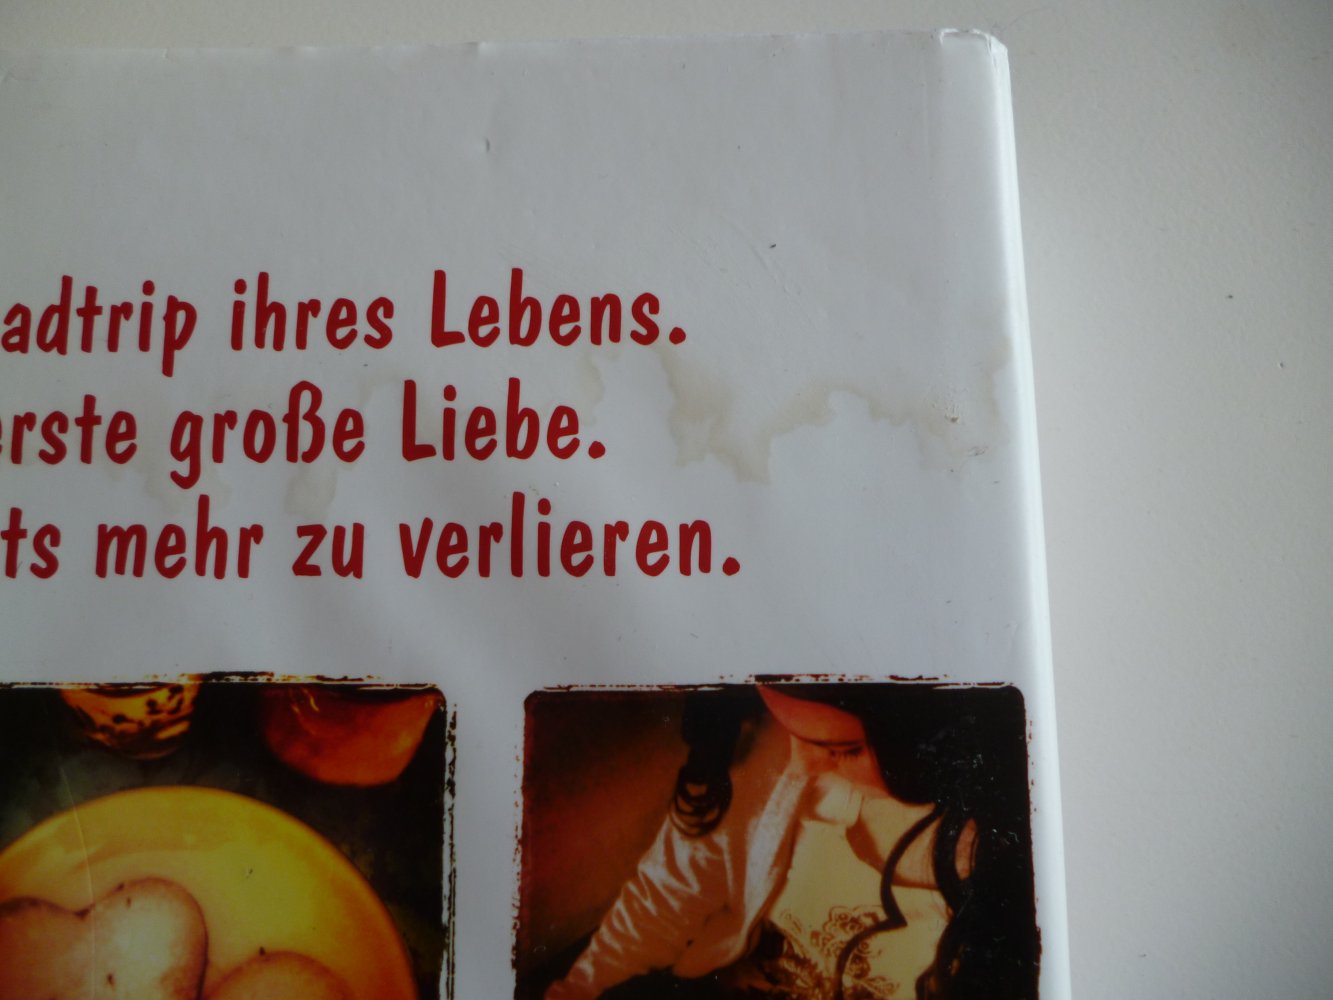 adtrip ihres Lebens.
erste große Liebe.
ts mehr zu verlieren.